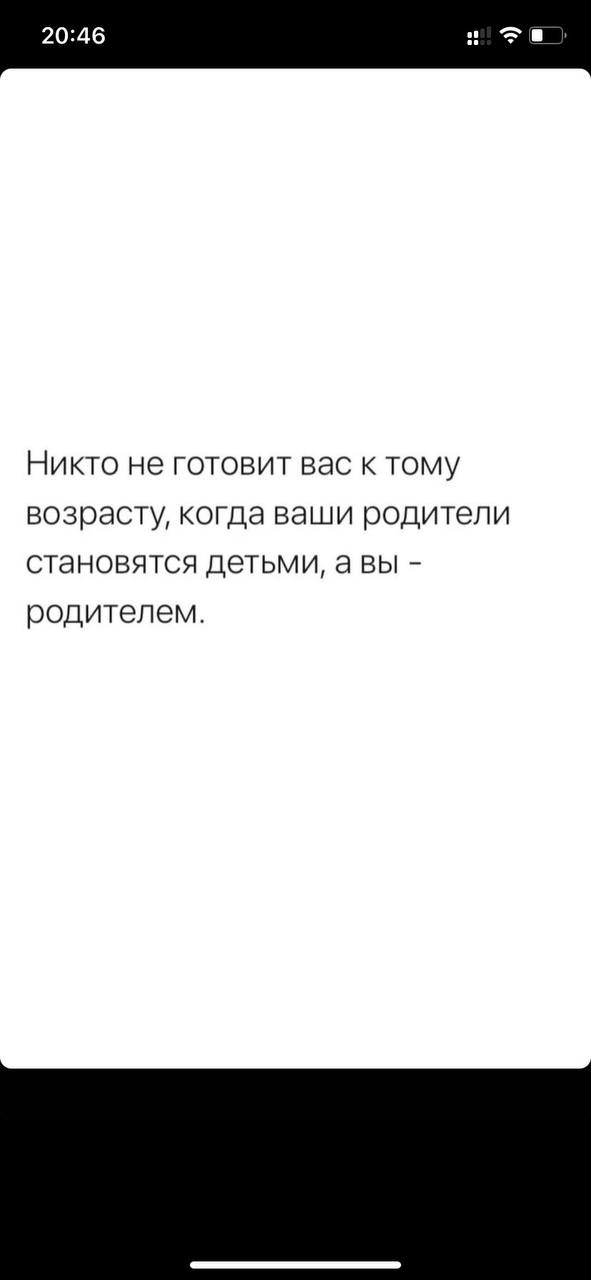 20:46
Никто не готовит вас к тому
возрасту, когда ваши родители
становятся детьми, а вы -
родителем.